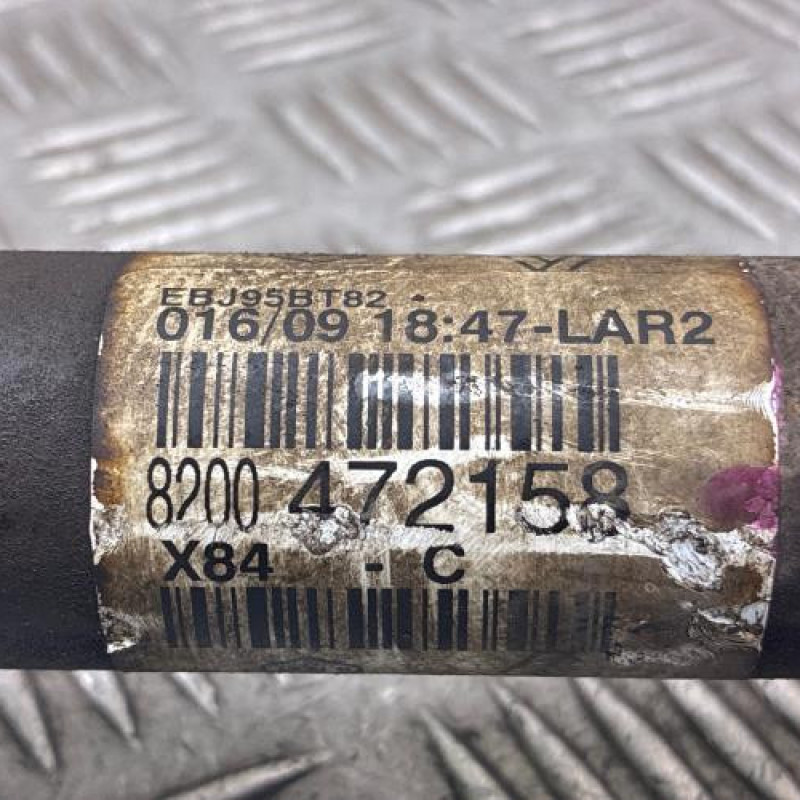 EBJ95BT82
016/09 18:47-LAR2
8200 472158
X84 - C